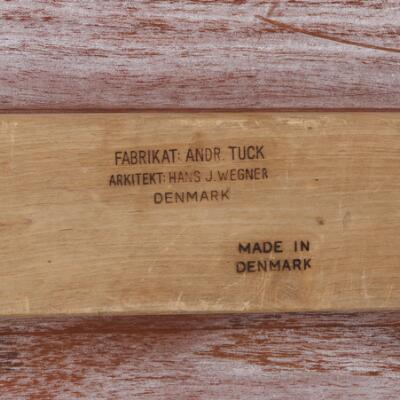 FABRIKAT: ANDR. TUCK
ARKITEKT: HANS J. WEGNER
DENMARK
MADE IN
DENMARK